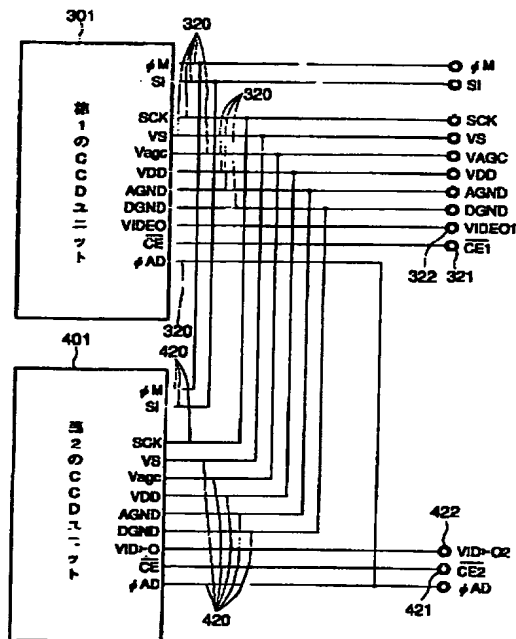 301
320
φM
φM
SI
SI
320
SCK
SCK
VS
VS
Vagc
VAGC
VDD
VDD
AGND
AGND
DGND
DGND
VIDEO
VIDEO1
CE
322
CE1
321
φAD
第1のCCDユニット
320
401
420
φM
SI
SCK
VS
Vagc
VDD
AGND
DGND
422
VID>O
VID>O2
CE
CE2
φAD
421
φAD
420
第2のCCDユニット